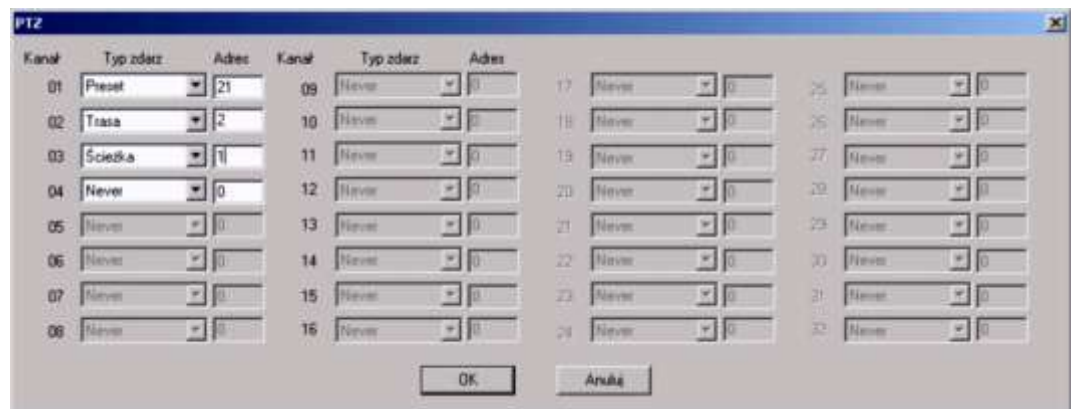 PTZ
Kanał Typ zdarz Adres Kanał Typ zdarz Adres
01 Preset 21 09 Never 0 17 Never 0 25 Never 0
02 Trasa 2 10 Never 0 18 Never 0 26 Never 0
03 Ścieżka 1 11 Never 0 19 Never 0 27 Never 0
04 Never 0 12 Never 0 20 Never 0 28 Never 0
05 Never 0 13 Never 0 21 Never 0 29 Never 0
06 Never 0 14 Never 0 22 Never 0 30 Never 0
07 Never 0 15 Never 0 23 Never 0 31 Never 0
08 Never 0 16 Never 0 24 Never 0 32 Never 0
OK Anuluj